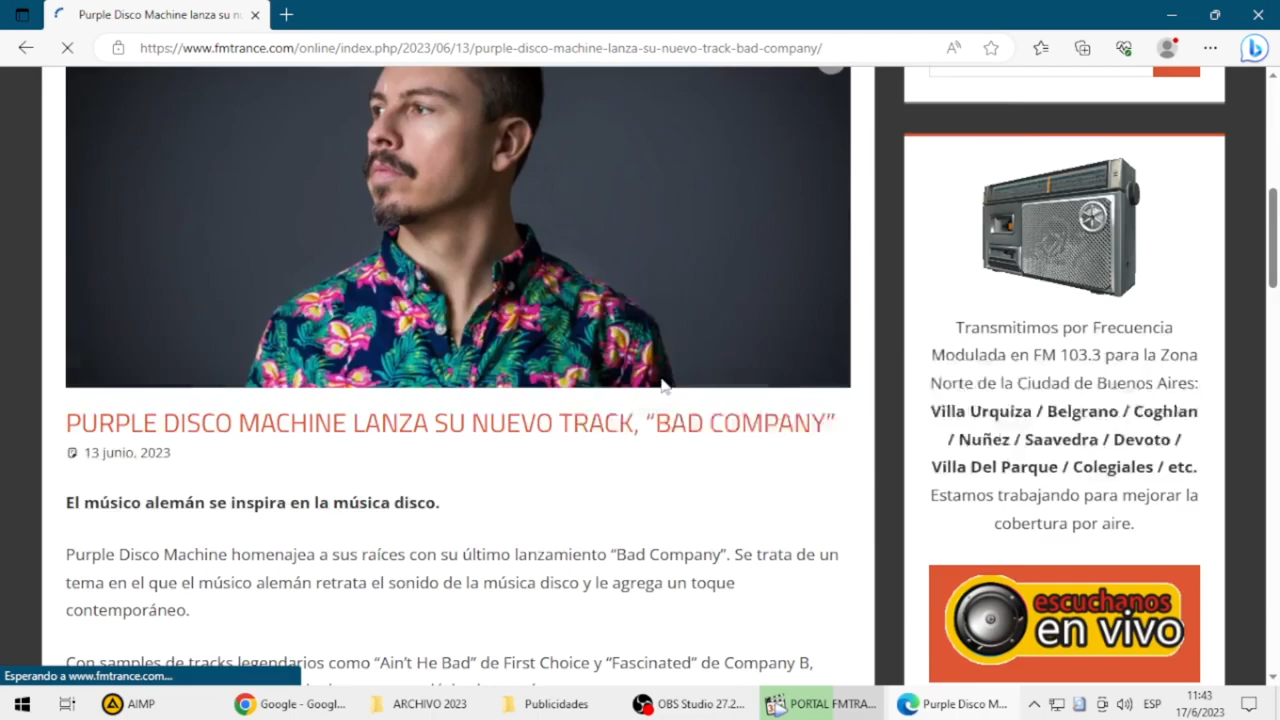 Purple Disco Machine lanza su nu
https://www.fmtrance.com/online/index.php/2023/06/13/purple-disco-machine-lanza-su-nuevo-track-bad-company/
PURPLE DISCO MACHINE LANZA SU NUEVO TRACK, “BAD COMPANY”
13 junio, 2023
El músico alemán se inspira en la música disco.
Purple Disco Machine homenajea a sus raíces con su último lanzamiento “Bad Company”. Se trata de un
tema en el que el músico alemán retrata el sonido de la música disco y le agrega un toque
contemporáneo.
Con samples de tracks legendarios como “Ain’t He Bad” de First Choice y “Fascinated” de Company B,
Transmitimos por Frecuencia
Modulada en FM 103.3 para la Zona
Norte de la Ciudad de Buenos Aires:
Villa Urquiza / Belgrano / Coghlan
/ Nuñez / Saavedra / Devoto /
Villa Del Parque / Colegiales / etc.
Estamos trabajando para mejorar la
cobertura por aire.
escuchanos
en vivo
Esperando a www.fmtrance.com...
AIMP
Google - Googl...
ARCHIVO 2023
Publicidades
OBS Studio 27.2...
PORTAL FMTRA...
Purple Disco M...
ESP
11:43
17/6/2023